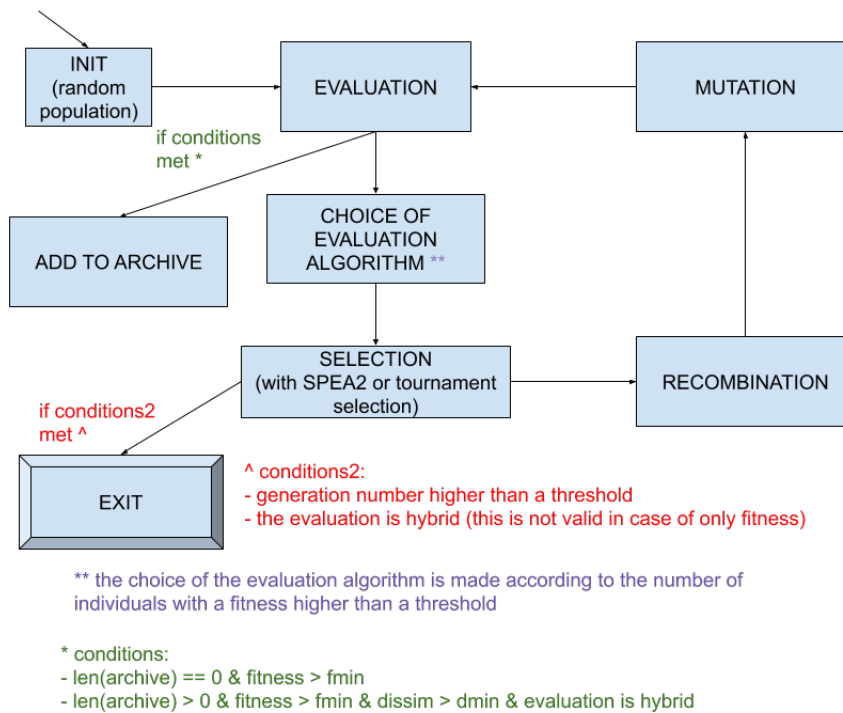 INIT
(random
population)
EVALUATION
MUTATION
if conditions
met *
ADD TO ARCHIVE
CHOICE OF
EVALUATION
ALGORITHM **
SELECTION
(with SPEA2 or tournament
selection)
RECOMBINATION
if conditions2
met ^
EXIT
^ conditions2:
- generation number higher than a threshold
- the evaluation is hybrid (this is not valid in case of only fitness)
** the choice of the evaluation algorithm is made according to the number of
individuals with a fitness higher than a threshold
* conditions:
- len(archive) == 0 & fitness > fmin
- len(archive) > 0 & fitness > fmin & dissim > dmin & evaluation is hybrid